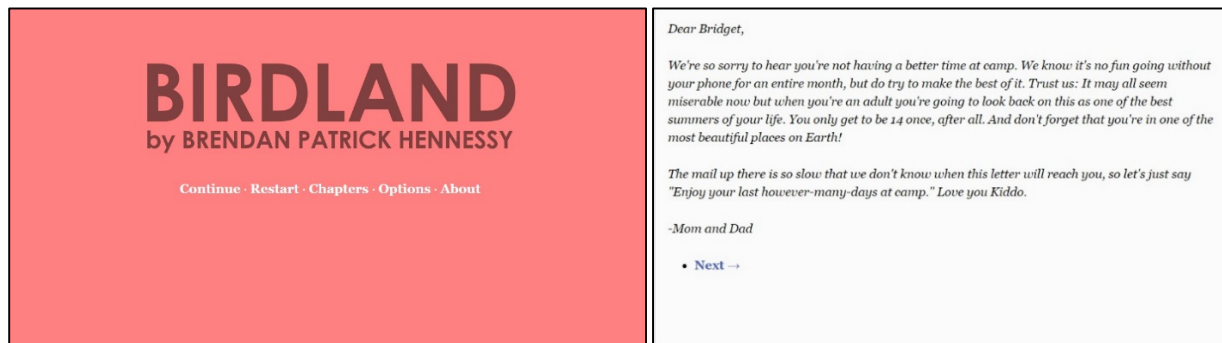 BIRDLAND
by BRENDAN PATRICK HENNESSY
Continue · Restart · Chapters · Options · About
Dear Bridget,
We're so sorry to hear you're not having a better time at camp. We know it's no fun going without
your phone for an entire month, but do try to make the best of it. Trust us: It may all seem
miserable now but when you're an adult you're going to look back on this as one of the best
summers of your life. You only get to be 14 once, after all. And don't forget that you're in one of the
most beautiful places on Earth!
The mail up there is so slow that we don't know when this letter will reach you, so let's just say
"Enjoy your last however-many-days at camp." Love you Kiddo.
-Mom and Dad
• Next →